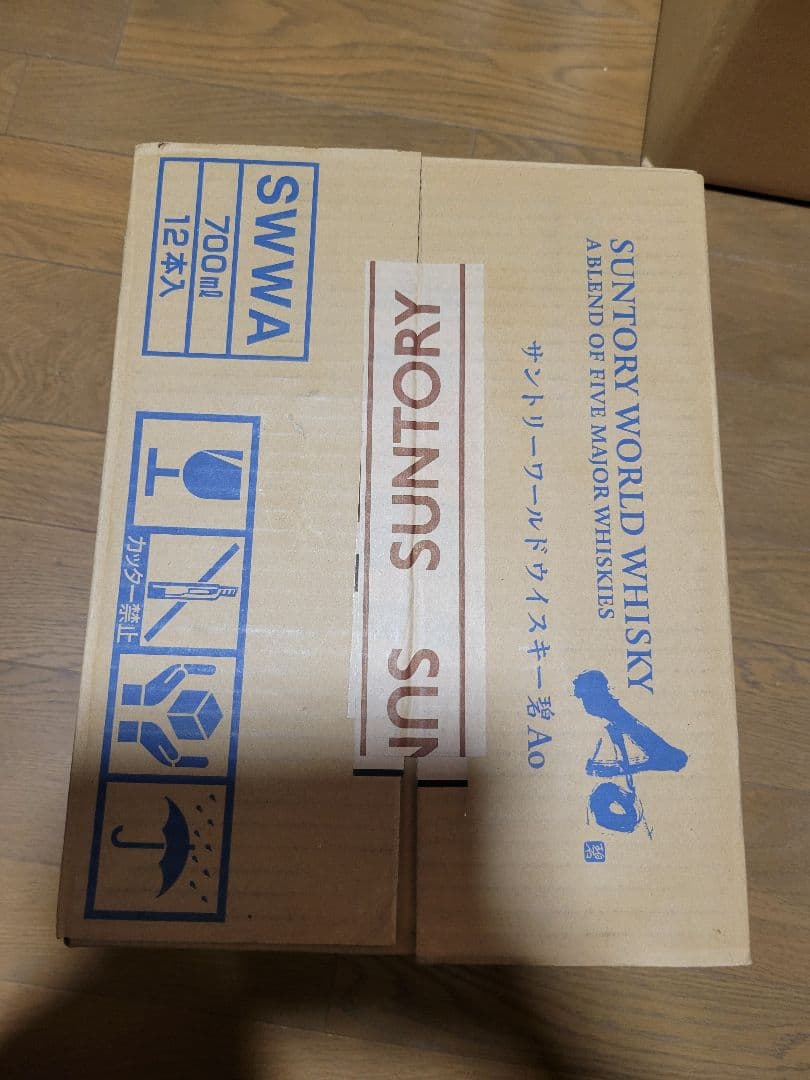 SUNTORY WORLD WHISKY
A BLEND OF FIVE MAJOR WHISKIES
Ao
碧
サントリーワールドウイスキー碧Ao
SUNTORY SUN
SWWA
700ml
12本入
カッター禁止